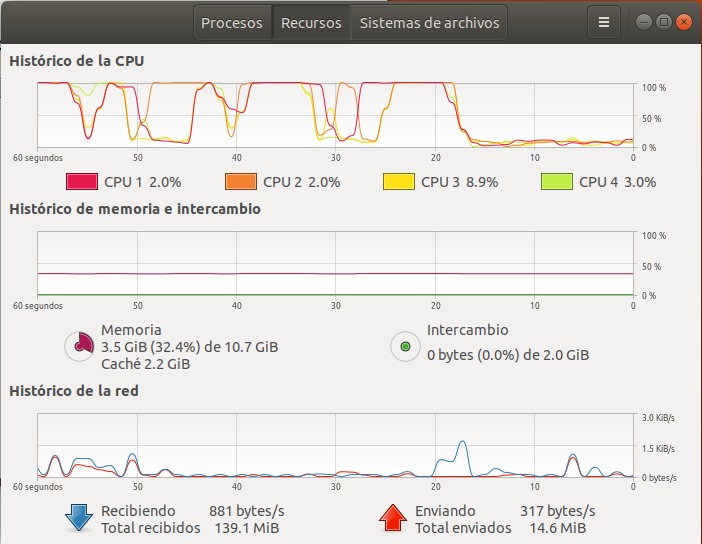 Procesos Recursos Sistemas de archivos
Histórico de la CPU
100 %
50 %
0 %
60 segundos 50 40 30 20 10 0
CPU 1 2.0% CPU 2 2.0% CPU 3 8.9% CPU 4 3.0%
Histórico de memoria e intercambio
100 %
50 %
0 %
60 segundos 50 40 30 20 10 0
Memoria
3.5 GiB (32.4%) de 10.7 GiB
Caché 2.2 GiB
Intercambio
0 bytes (0.0%) de 2.0 GiB
Histórico de la red
3.0 KiB/s
1.5 KiB/s
0 bytes/s
60 segundos 50 40 30 20 10 0
Recibiendo 881 bytes/s
Total recibidos 139.1 MiB
Enviando 317 bytes/s
Total enviados 14.6 MiB